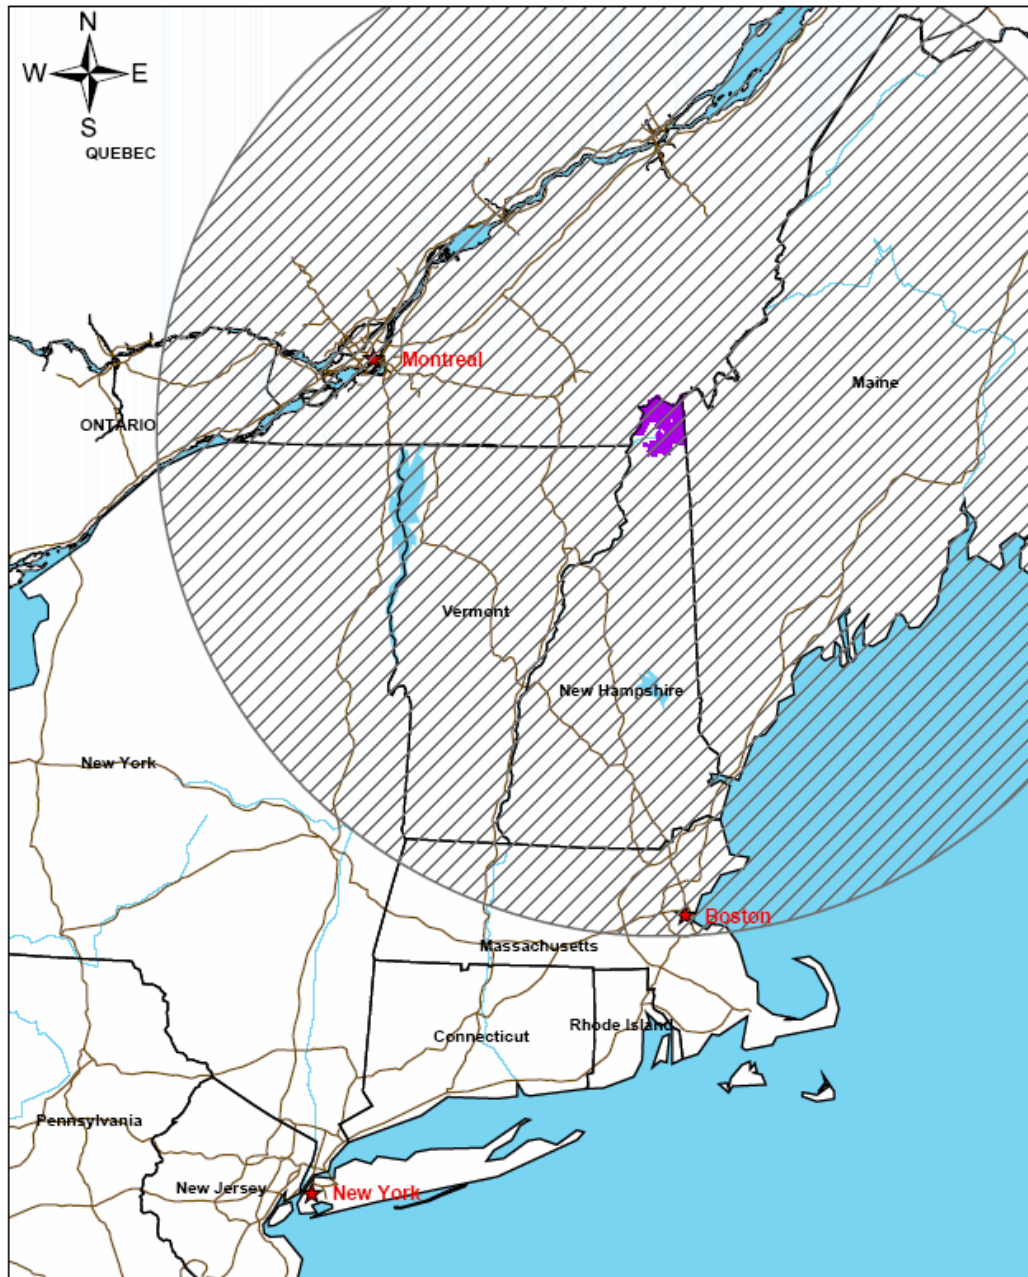 N
W E
S
QUEBEC
Montreal
Maine
ONTARIO
Vermont
New Hampshire
New York
Boston
Massachusetts
Rhode Island
Connecticut
Pennsylvania
New Jersey
New York